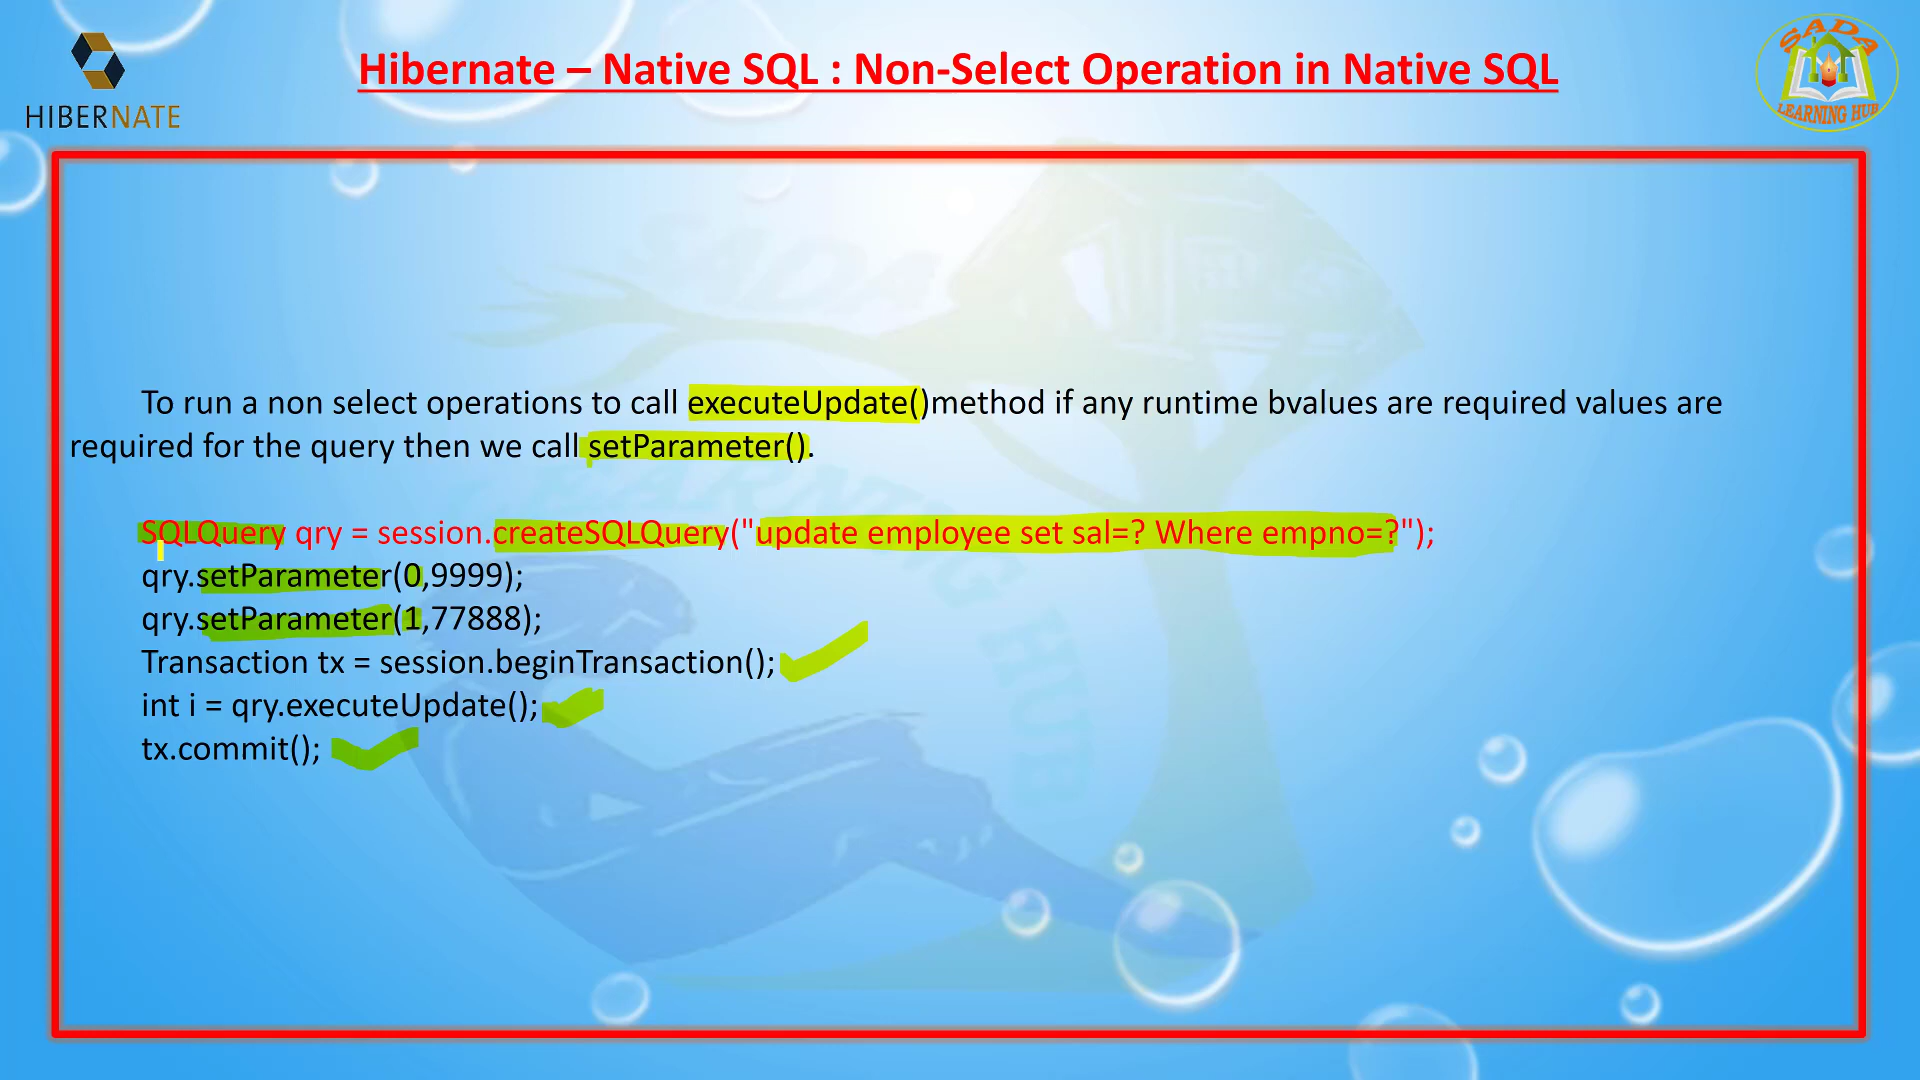 Hibernate – Native SQL : Non-Select Operation in Native SQL
HIBERNATE
SADA
LEARNING HUB
To run a non select operations to call executeUpdate()method if any runtime bvalues are required values are
required for the query then we call setParameter().
SQLQuery qry = session.createSQLQuery("update employee set sal=? Where empno=?");
qry.setParameter(0,9999);
qry.setParameter(1,77888);
Transaction tx = session.beginTransaction();
int i = qry.executeUpdate();
tx.commit();
SADA
LEARNING HUB